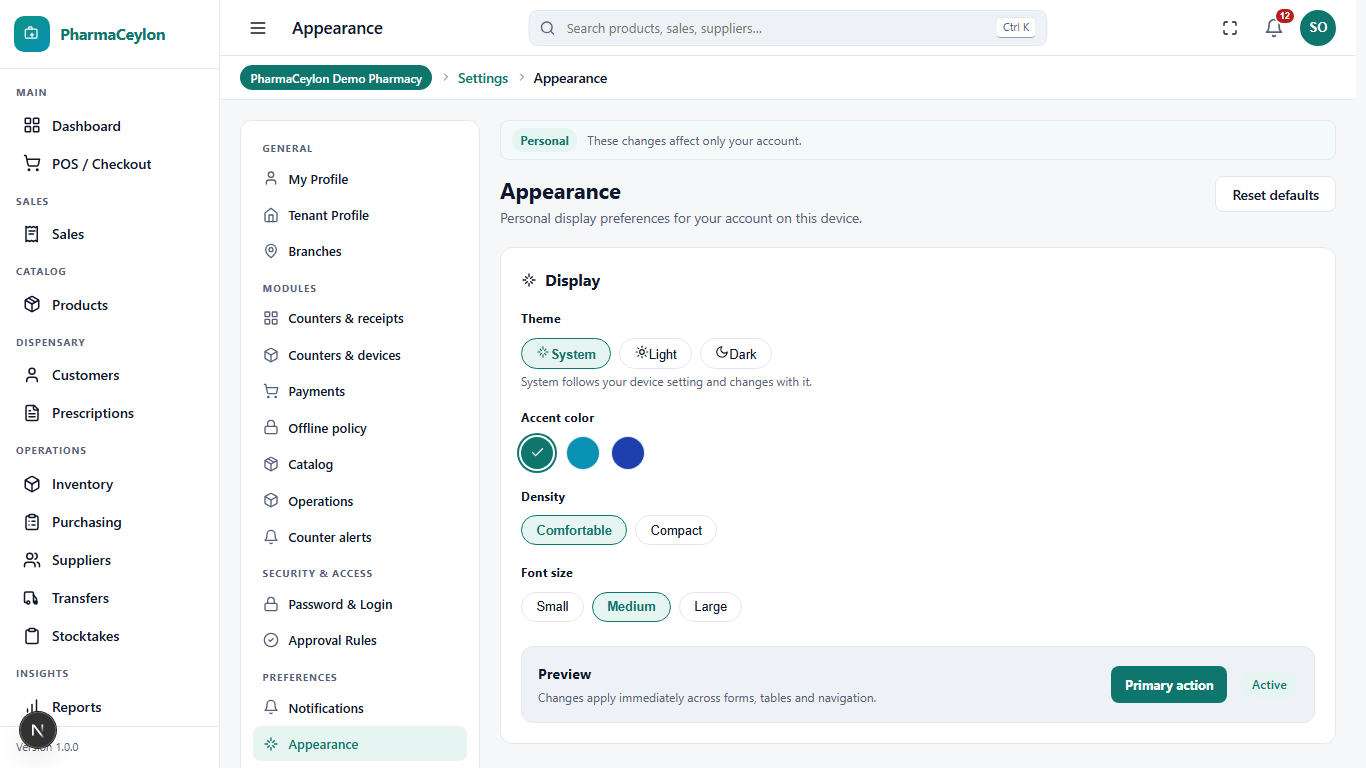 PharmaCeylon
Appearance
Search products, sales, suppliers...
Ctrl K
12
SO
PharmaCeylon Demo Pharmacy
Settings
Appearance
MAIN
Dashboard
POS / Checkout
SALES
Sales
CATALOG
Products
DISPENSARY
Customers
Prescriptions
OPERATIONS
Inventory
Purchasing
Suppliers
Transfers
Stocktakes
INSIGHTS
Reports
N
Version 1.0.0
GENERAL
My Profile
Tenant Profile
Branches
MODULES
Counters & receipts
Counters & devices
Payments
Offline policy
Catalog
Operations
Counter alerts
SECURITY & ACCESS
Password & Login
Approval Rules
PREFERENCES
Notifications
Appearance
Personal
These changes affect only your account.
Appearance
Reset defaults
Personal display preferences for your account on this device.
Display
Theme
System
Light
Dark
System follows your device setting and changes with it.
Accent color
Density
Comfortable
Compact
Font size
Small
Medium
Large
Preview
Changes apply immediately across forms, tables and navigation.
Primary action
Active